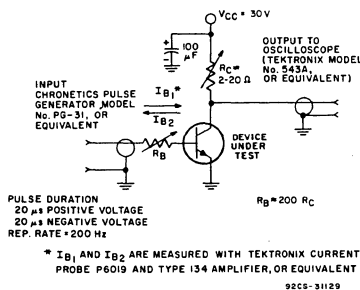 VCC = 30V
+
100
μF
-
RC*
2-20 Ω
OUTPUT TO
OSCILLOSCOPE
(TEKTRONIX MODEL
No. 543A,
OR EQUIVALENT)
INPUT
CHRONETICS PULSE
GENERATOR, MODEL
No. PG-31, OR
EQUIVALENT
IB1*
IB2
RB
DEVICE
UNDER
TEST
PULSE DURATION
20 μs POSITIVE VOLTAGE
20 μs NEGATIVE VOLTAGE
REP. RATE = 200 Hz
RB≈200 RC
* IB1 AND IB2 ARE MEASURED WITH TEKTRONIX CURRENT
PROBE P6019 AND TYPE 134 AMPLIFIER, OR EQUIVALENT
92CS-31129